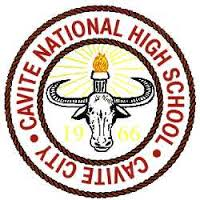 CAVITE NATIONAL HIGH SCHOOL
CAVITE CITY
19 66